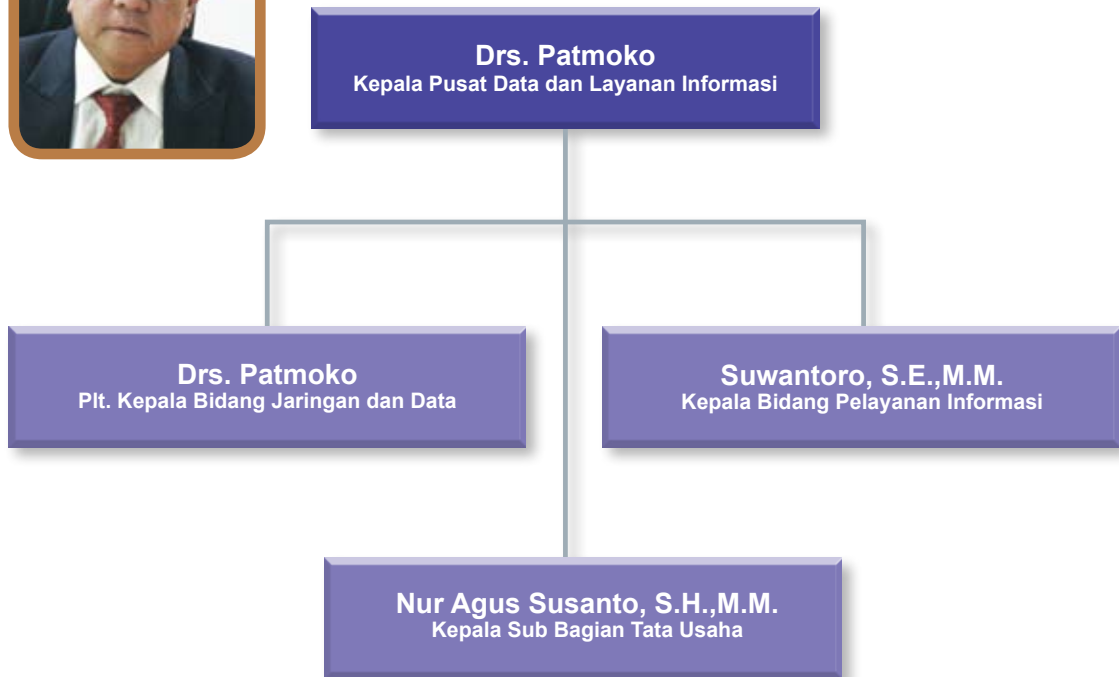 Drs. Patmoko
Kepala Pusat Data dan Layanan Informasi
Drs. Patmoko
Plt. Kepala Bidang Jaringan dan Data
Suwantoro, S.E.,M.M.
Kepala Bidang Pelayanan Informasi
Nur Agus Susanto, S.H.,M.M.
Kepala Sub Bagian Tata Usaha